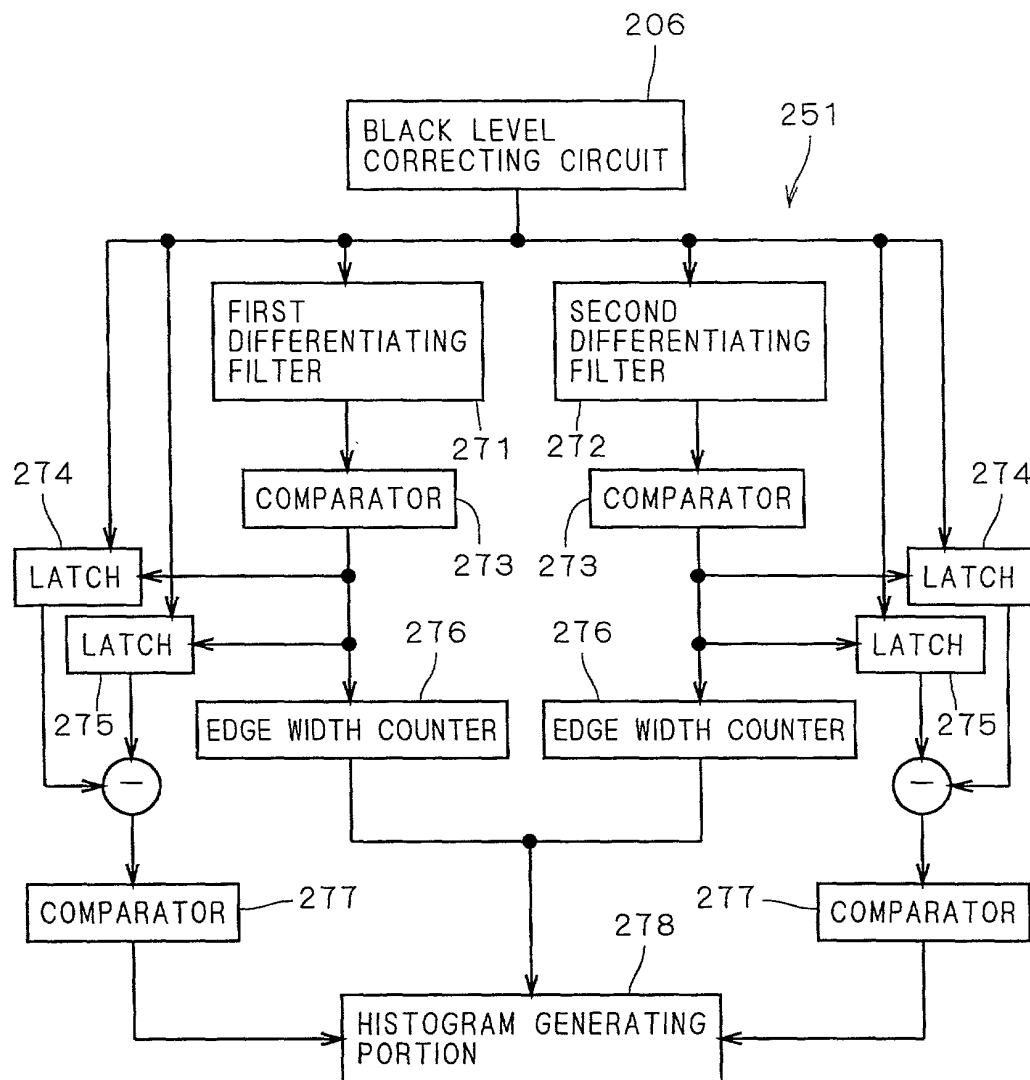 206
BLACK LEVEL
CORRECTING CIRCUIT
251
FIRST
DIFFERENTIATING
FILTER
SECOND
DIFFERENTIATING
FILTER
271
272
274
COMPARATOR
COMPARATOR
274
273
273
LATCH
LATCH
LATCH
276
276
LATCH
275
EDGE WIDTH COUNTER
EDGE WIDTH COUNTER
275
−
−
COMPARATOR
277
277
COMPARATOR
278
HISTOGRAM GENERATING
PORTION